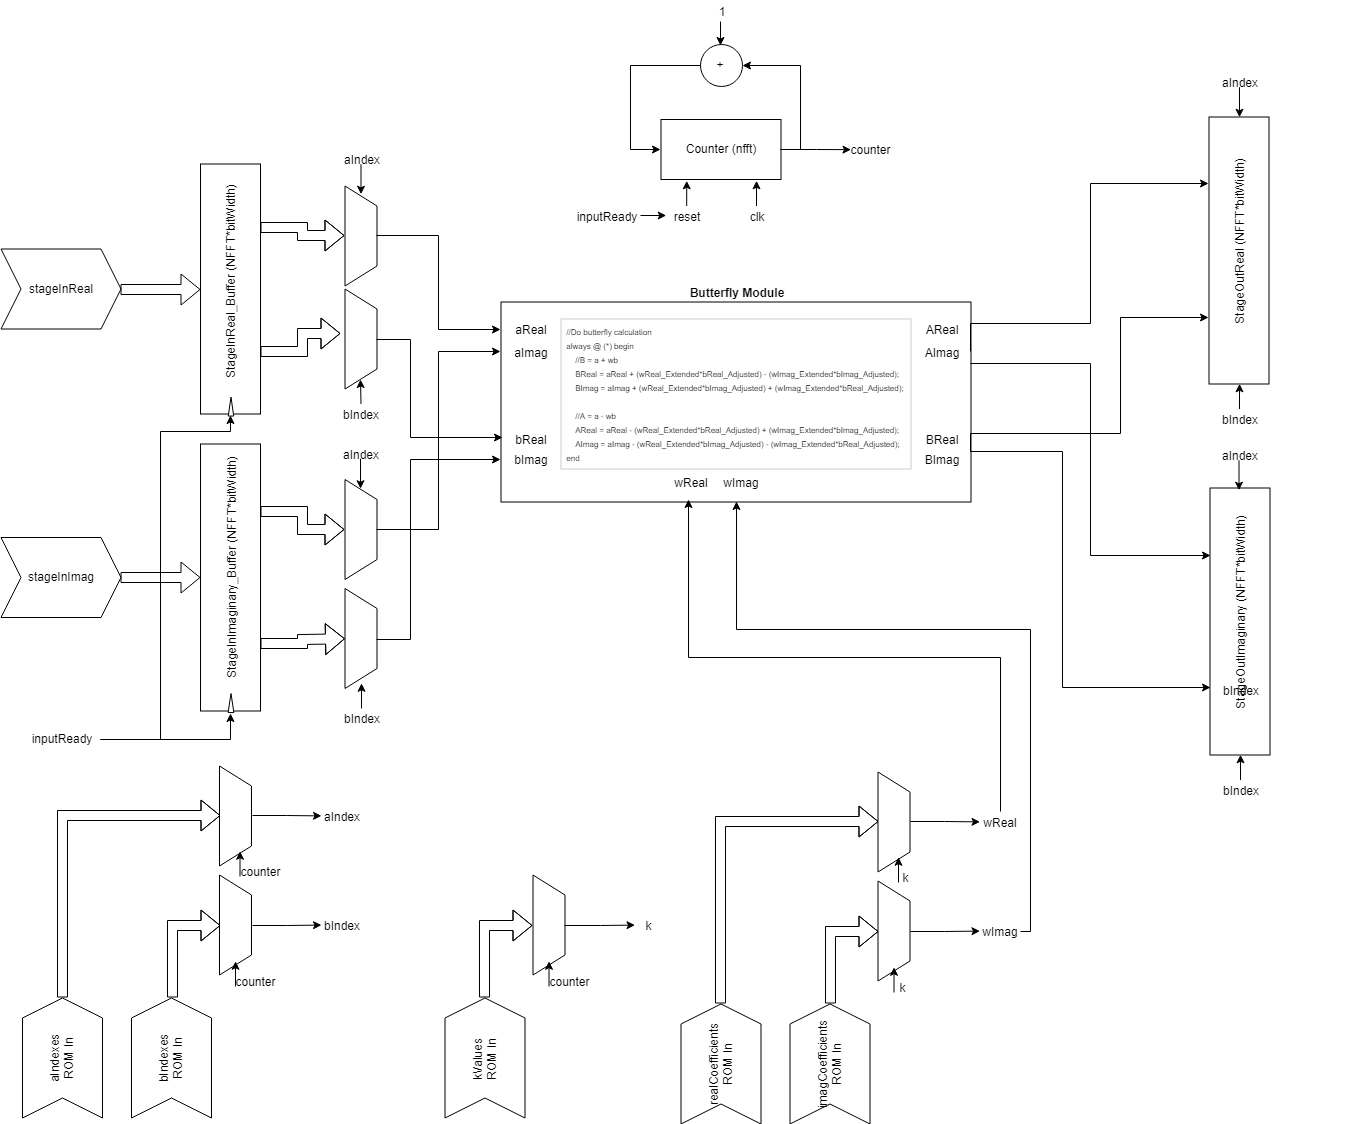 1
+
Counter (nfft)
counter
inputReady
reset
clk
aIndex
StageOutReal (NFFT*bitWidth)
bIndex
aIndex
StageInReal_Buffer (NFFT*bitWidth)
stageInReal
bIndex
Butterfly Module
aReal
aImag
bReal
bImag
//Do butterfly calculation
always @ (*) begin
//B = a + wb
BReal = aReal + (wReal_Extended*bReal_Adjusted) - (wImag_Extended*bImag_Adjusted);
BImag = aImag + (wReal_Extended*bImag_Adjusted) + (wImag_Extended*bReal_Adjusted);
//A = a - wb
AReal = aReal - (wReal_Extended*bReal_Adjusted) + (wImag_Extended*bImag_Adjusted);
AImag = aImag - (wReal_Extended*bImag_Adjusted) - (wImag_Extended*bReal_Adjusted);
end
AReal
AImag
BReal
BImag
wReal
wImag
aIndex
StageInImaginary_Buffer (NFFT*bitWidth)
stageInImag
bIndex
inputReady
aIndex
StageOutImaginary (NFFT*bitWidth)
bIndex
bIndex
aIndex
counter
bIndex
counter
k
counter
wReal
k
wImag
k
aIndexes
ROM In
bIndexes
ROM In
kValues
ROM In
realCoefficients
ROM In
imagCoefficients
ROM In